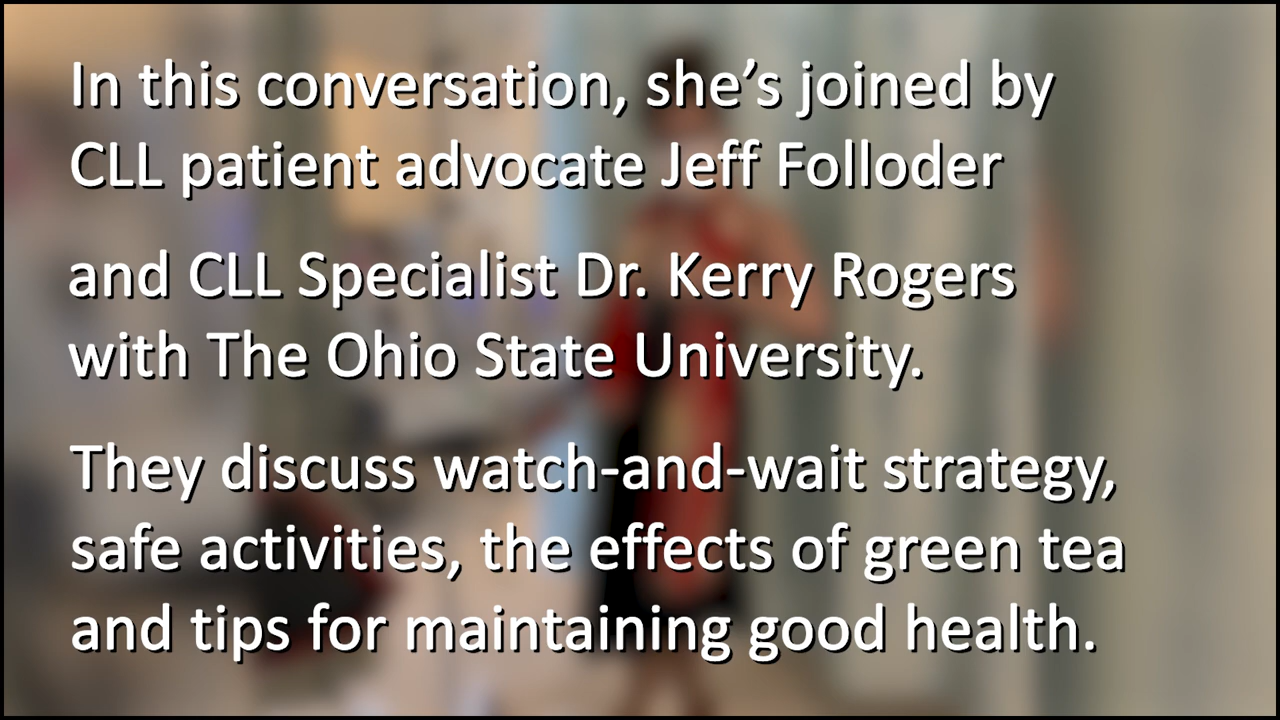 In this conversation, she’s joined by
CLL patient advocate Jeff Folloder
and CLL Specialist Dr. Kerry Rogers
with The Ohio State University.
They discuss watch-and-wait strategy,
safe activities, the effects of green tea
and tips for maintaining good health.